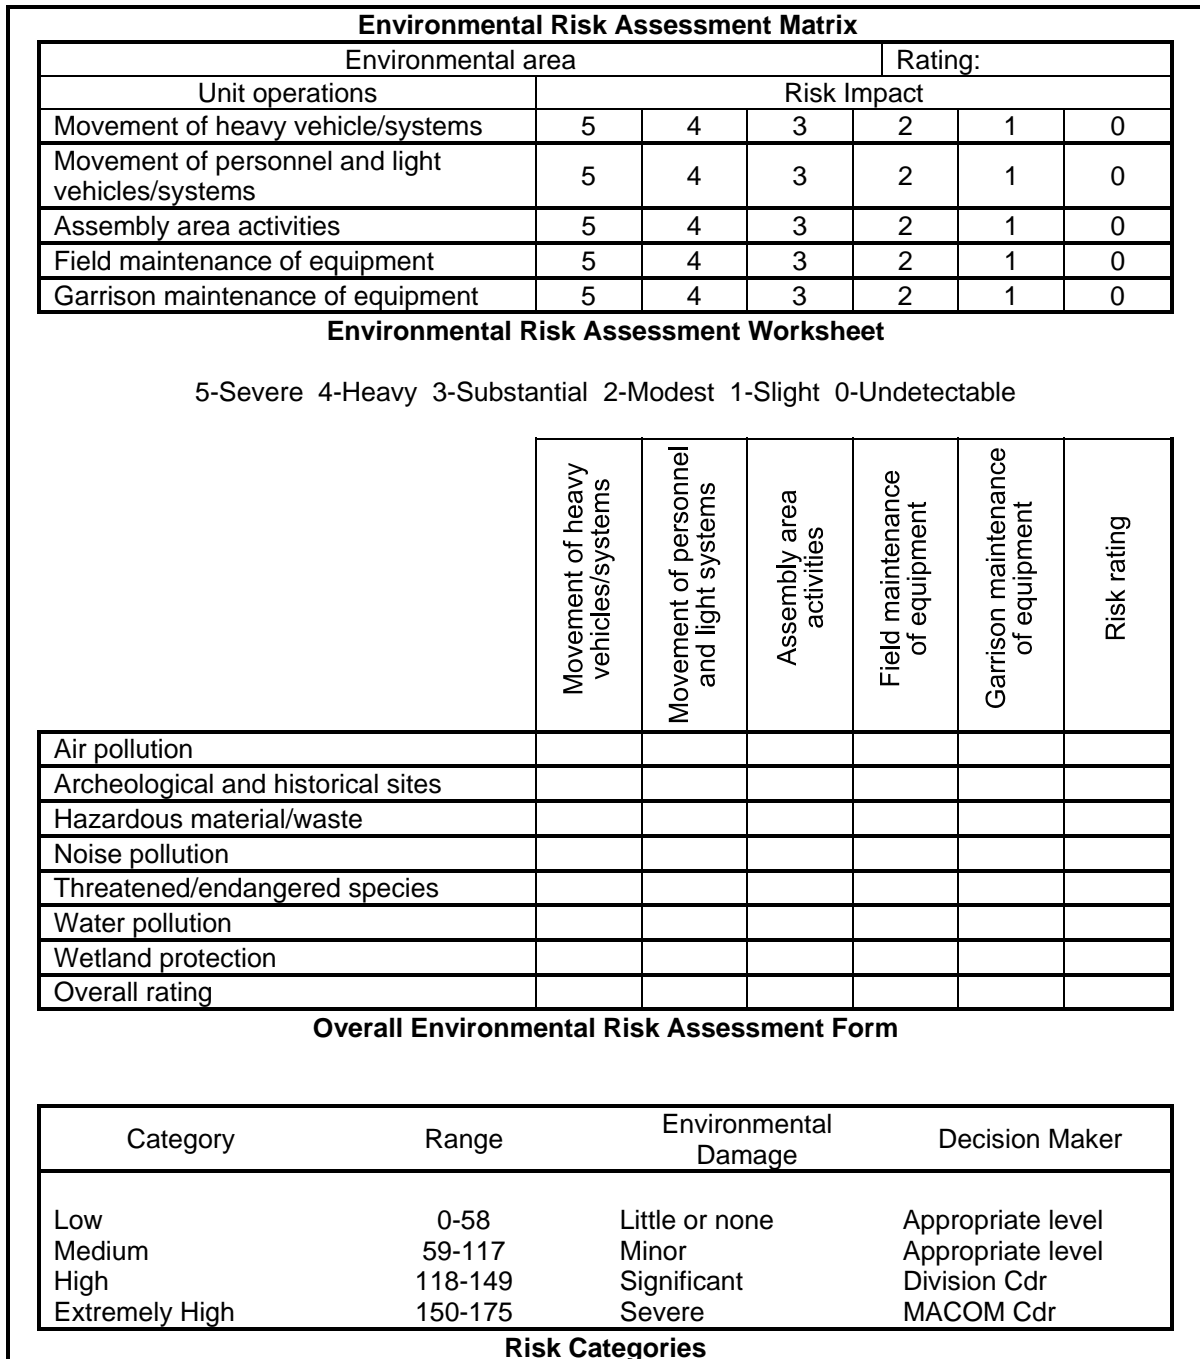 Environmental Risk Assessment Matrix
Environmental area Rating:
Unit operations Risk Impact
Movement of heavy vehicle/systems 5 4 3 2 1 0
Movement of personnel and light
vehicles/systems 5 4 3 2 1 0
Assembly area activities 5 4 3 2 1 0
Field maintenance of equipment 5 4 3 2 1 0
Garrison maintenance of equipment 5 4 3 2 1 0
Environmental Risk Assessment Worksheet
5-Severe 4-Heavy 3-Substantial 2-Modest 1-Slight 0-Undetectable
Movement of heavy
vehicles/systems
Movement of personnel
and light systems
Assembly area
activities
Field maintenance
of equipment
Garrison maintenance
of equipment
Risk rating
Air pollution
Archeological and historical sites
Hazardous material/waste
Noise pollution
Threatened/endangered species
Water pollution
Wetland protection
Overall rating
Overall Environmental Risk Assessment Form
Category Range Environmental
Damage Decision Maker
Low 0-58 Little or none Appropriate level
Medium 59-117 Minor Appropriate level
High 118-149 Significant Division Cdr
Extremely High 150-175 Severe MACOM Cdr
Risk Categories